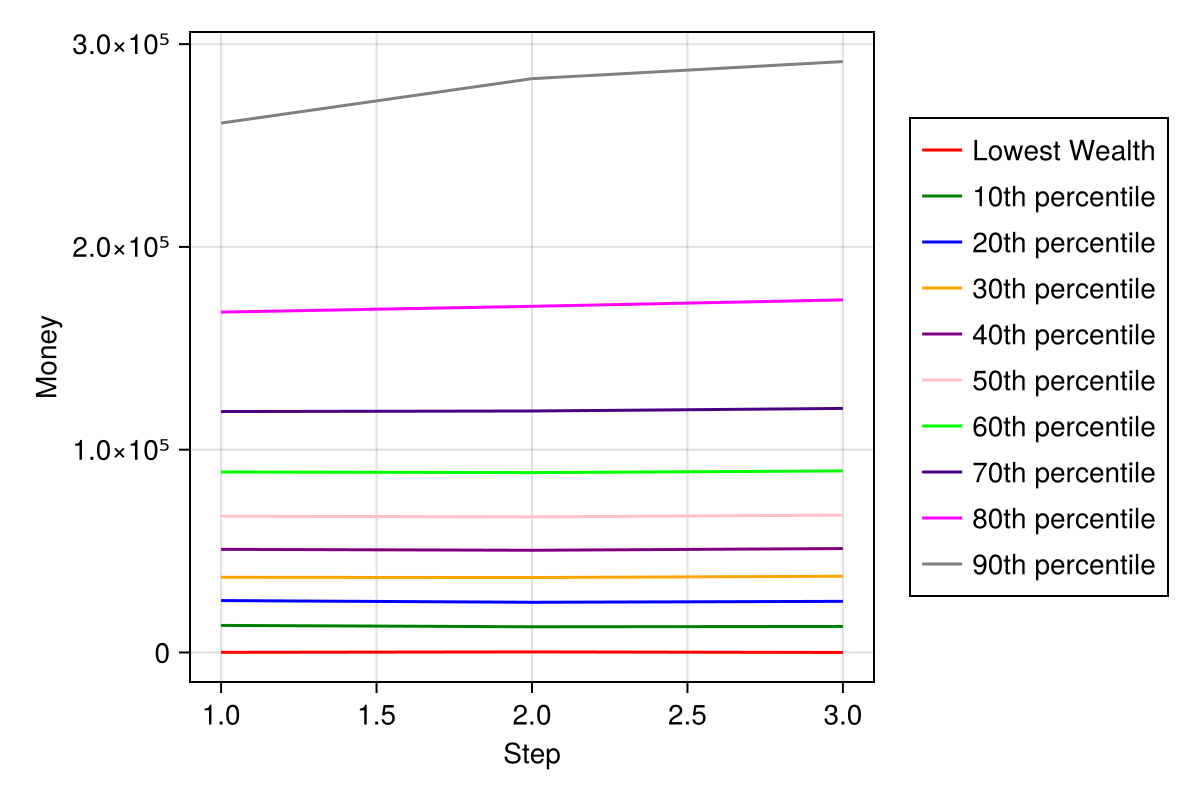 3.0×10⁵
2.0×10⁵
1.0×10⁵
0
Money
1.0
1.5
2.0
2.5
3.0
Step
Lowest Wealth
10th percentile
20th percentile
30th percentile
40th percentile
50th percentile
60th percentile
70th percentile
80th percentile
90th percentile